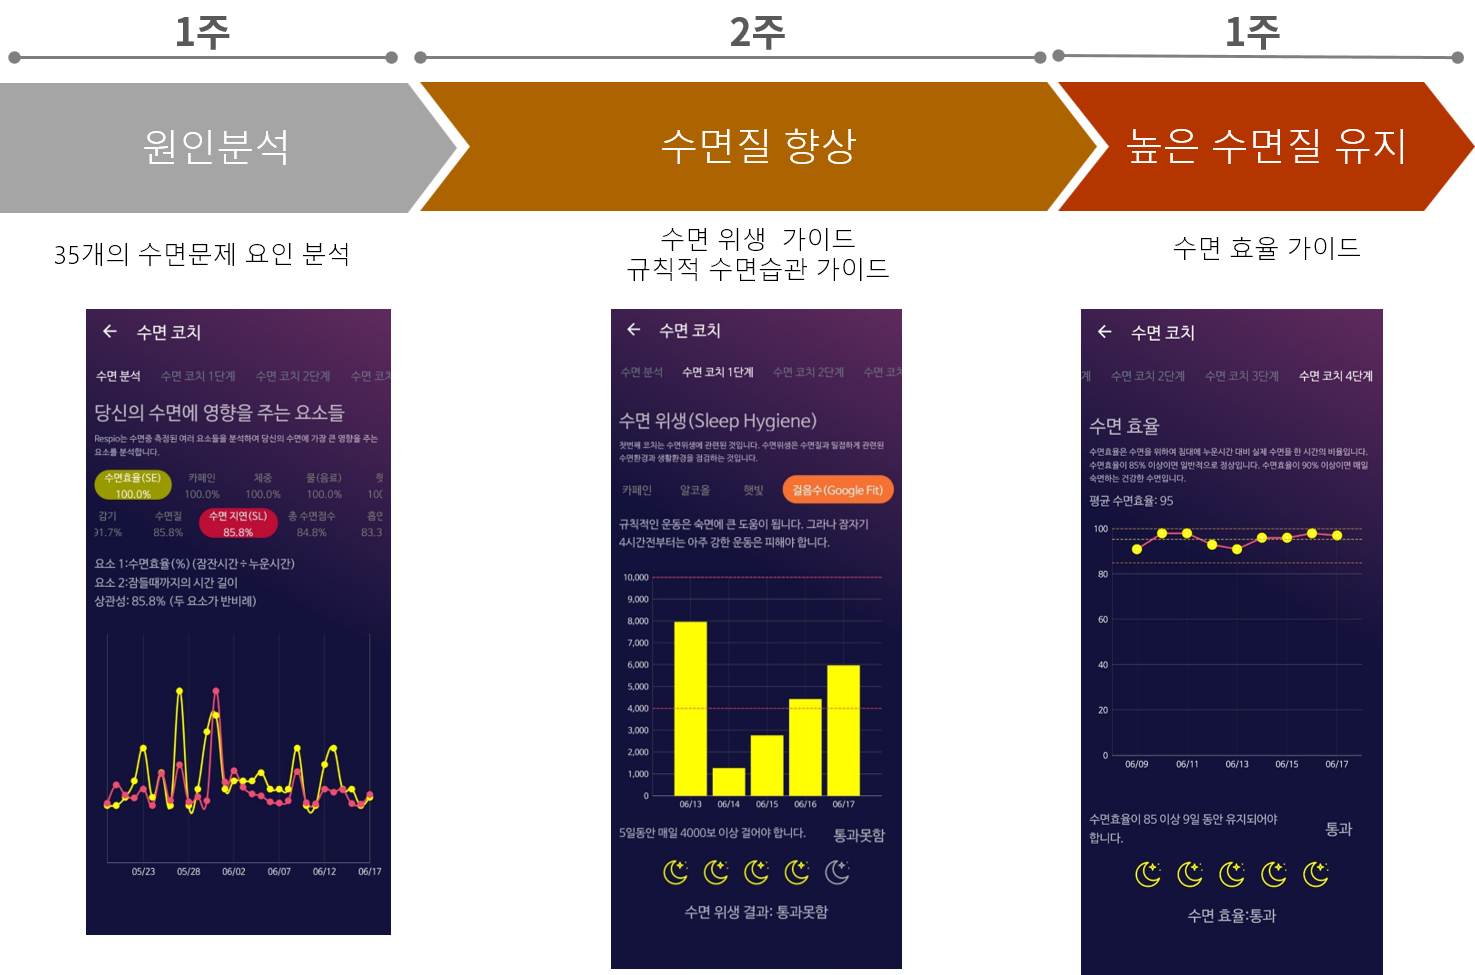 1주
2주
1주
원인분석
수면질 향상
높은 수면질 유지
35개의 수면문제 요인 분석
수면 위생 가이드
규칙적 수면습관 가이드
수면 효율 가이드
← 수면 코치
수면 분석 수면 코치 1단계 수면 코치 2단계 수면 코치
당신의 수면에 영향을 주는 요소들
Respio는 수면중 측정된 여러 요소들을 분석하여 당신의 수면에 가장 큰 영향을 주는
요소를 분석합니다.
수면효율(SE) 카페인 체중 물(음료)
100.0% 100.0% 100.0% 100.0% 10
감기 수면질 수면 지연(SL) 총 수면점수
91.7% 85.8% 85.8% 84.8% 83.3
요소 1:수면효율(%) (잠잔시간÷누운시간)
요소 2:잠들때까지의 시간 길이
상관성: 85.8% (두 요소가 반비례)
05/23 05/28 06/02 06/07 06/12 06/17
← 수면 코치
수면 분석 수면 코치 1단계 수면 코치 2단계 수면 코치
수면 위생(Sleep Hygiene)
첫번째 코치는 수면위생에 관련된 것입니다. 수면위생은 수면질과 밀접하게 관련된
수면환경과 생활환경을 점검하는 것입니다.
카페인 알코올 햇빛 걸음수(Google Fit)
규칙적인 운동은 숙면에 큰 도움이 됩니다. 그러나 잠자기
4시간전부터는 아주 강한 운동은 피해야 합니다.
10,000
9,000
8,000
7,000
6,000
5,000
4,000
3,000
2,000
1,000
0
06/13 06/14 06/15 06/16 06/17
5일동안 매일 4000보 이상 걸어야 합니다. 통과못함
수면 위생 결과: 통과못함
← 수면 코치
계 수면 코치 2단계 수면 코치 3단계 수면 코치 4단계
수면 효율
수면효율은 수면을 위하여 침대에 누운시간 대비 실제 수면을 한 시간의 비율입니다.
수면효율이 85% 이상이면 일반적으로 정상입니다. 수면효율이 90% 이상이면 매일
숙면하는 건강한 수면입니다.
평균 수면효율: 95
100
80
60
40
20
0
06/09 06/11 06/13 06/15 06/17
수면효율이 85 이상 9일 동안 유지되어야
합니다.
통과
수면 효율:통과